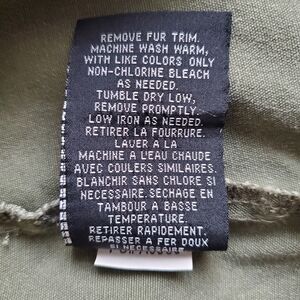 REMOVE FUR TRIM.
MACHINE WASH WARM,
WITH LIKE COLORS ONLY
NON-CHLORINE BLEACH
AS NEEDED.
TUMBLE DRY LOW,
REMOVE PROMPTLY.
LOW IRON AS NEEDED.
RETIRER LA FOURRURE.
LAVER A LA
MACHINE A L'EAU CHAUDE
AVEC COULERS SIMILAIRES.
BLANCHIR SANS CHLORE SI
NECESSAIRE.SECHAGE EN
TAMBOUR A BASSE
TEMPERATURE.
RETIRER RAPIDEMENT.
REPASSER A FER DOUX
SI NECESSAIRE